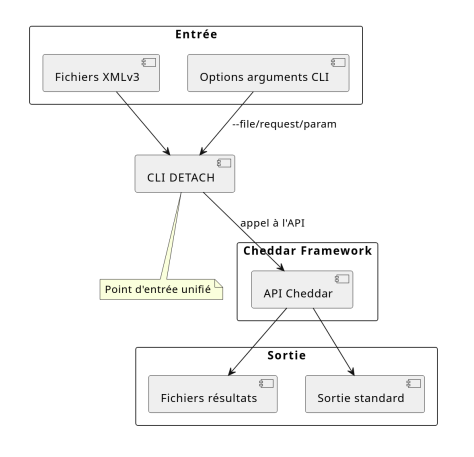 Entrée
Fichiers XMLv3
Options arguments CLI
--file/request/param
CLI DETACH
appel à l'API
Cheddar Framework
Point d'entrée unifié
API Cheddar
Sortie
Fichiers résultats
Sortie standard